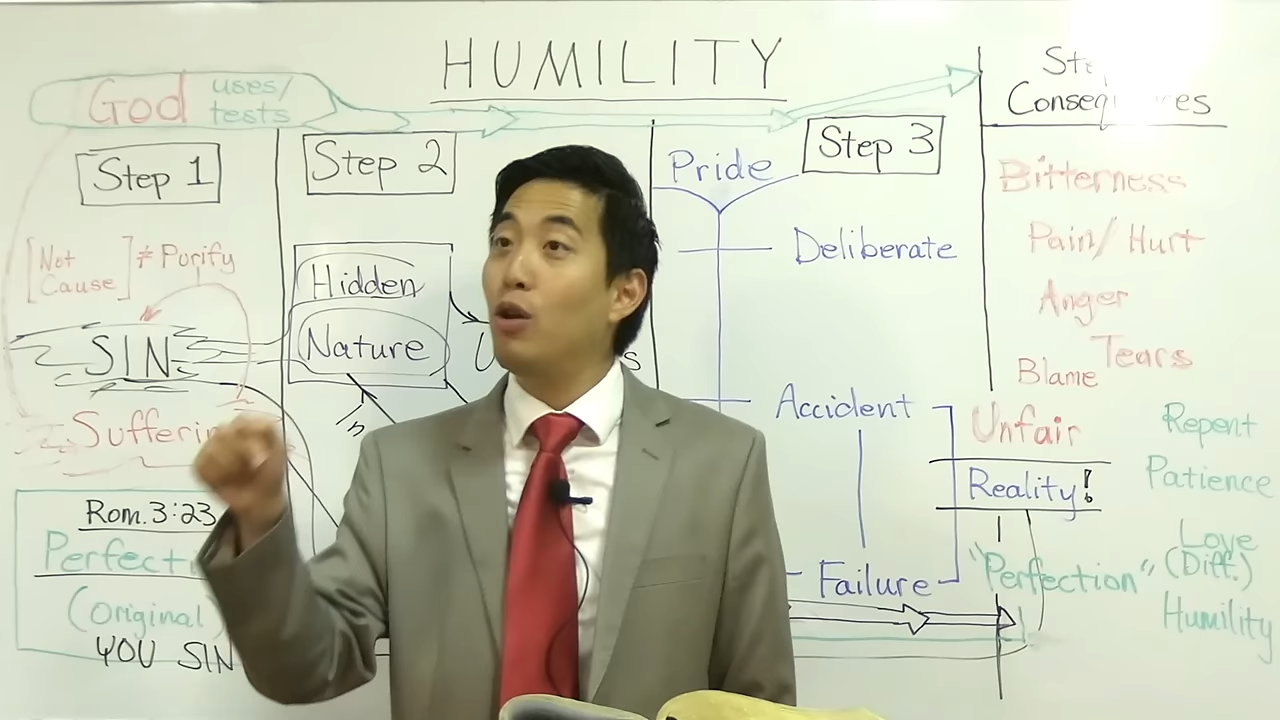 HUMILITY
God uses/
tests
Step 1
Step 2
Pride
Step 3
Consequences
Bitterness
Pain/Hurt
Anger
Tears
Blame
Unfair
Reality!
"Perfection"
Repent
Patience
Love
(Diff.)
Humility
[Not
Cause] ≠ Purify
SIN
Rom. 3:23
(original
YOU SIN
Hidden
Nature
Deliberate
Accident
Failure